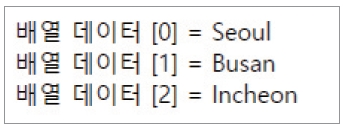 배열 데이터 [0] = Seoul
배열 데이터 [1] = Busan
배열 데이터 [2] = Incheon